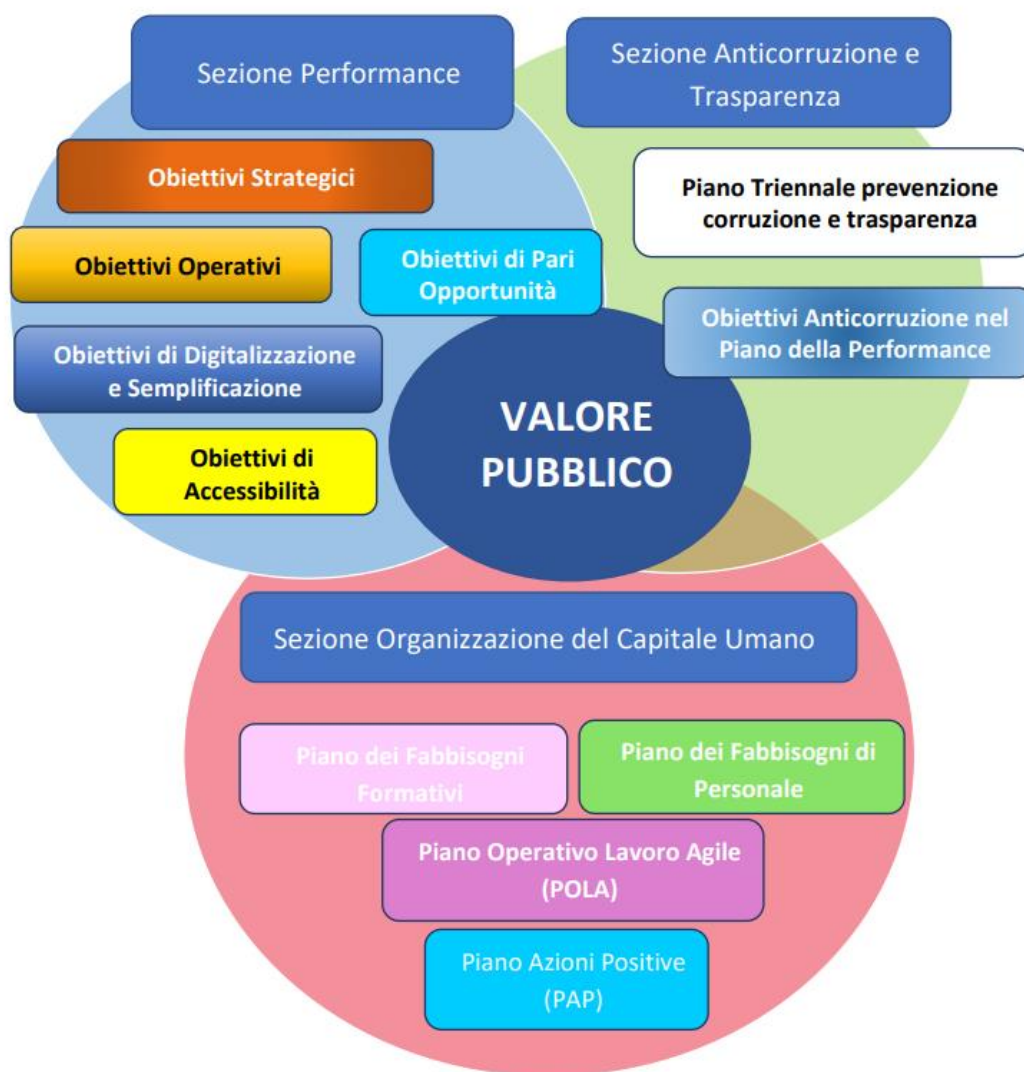 Sezione Performance
Sezione Anticorruzione e
Trasparenza
Obiettivi Strategici
Piano Triennale prevenzione
corruzione e trasparenza
Obiettivi Operativi
Obiettivi di Pari
Opportunità
Obiettivi Anticorruzione nel
Piano della Performance
Obiettivi di Digitalizzazione
e Semplificazione
VALORE
PUBBLICO
Obiettivi di
Accessibilità
Sezione Organizzazione del Capitale Umano
Piano dei Fabbisogni
Formativi
Piano dei Fabbisogni di
Personale
Piano Operativo Lavoro Agile
(POLA)
Piano Azioni Positive
(PAP)